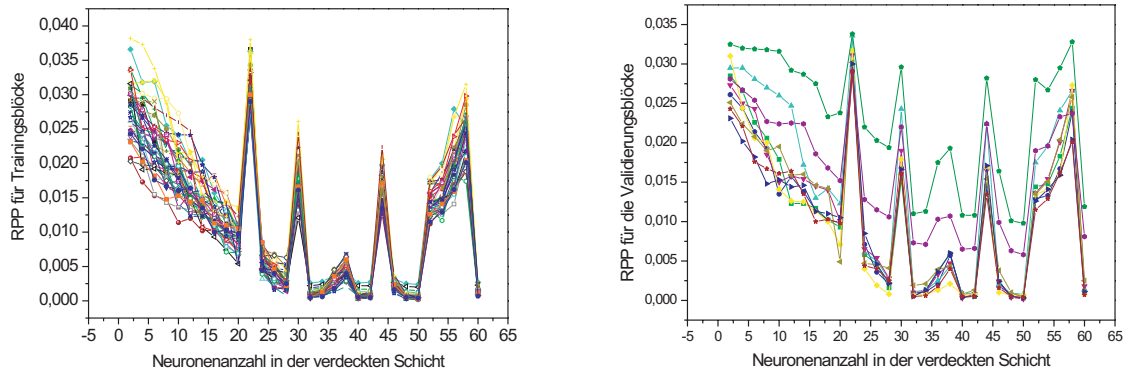 0,040
0,035
0,030
0,025
0,020
0,015
0,010
0,005
0,000
RPP für Trainingsblöcke
-5 0 5 10 15 20 25 30 35 40 45 50 55 60 65
Neuronenanzahl in der verdeckten Schicht
0,035
0,030
0,025
0,020
0,015
0,010
0,005
0,000
RPP für die Validierungsblöcke
-5 0 5 10 15 20 25 30 35 40 45 50 55 60 65
Neuronenanzahl in der verdeckten Schicht